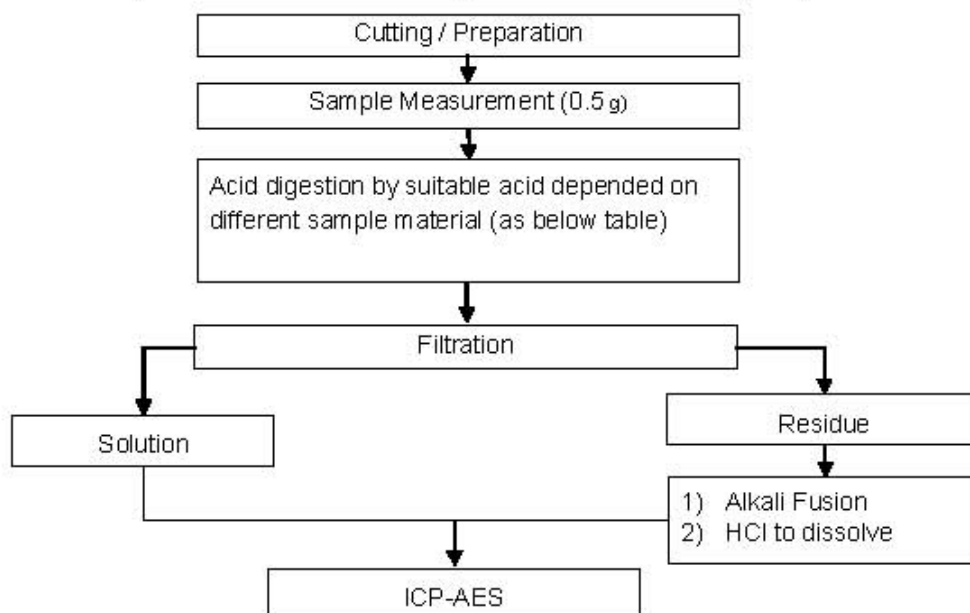 Cutting / Preparation
Sample Measurement (0.5 g)
Acid digestion by suitable acid depended on
different sample material (as below table)
Filtration
Solution
Residue
1) Alkali Fusion
2) HCl to dissolve
ICP-AES